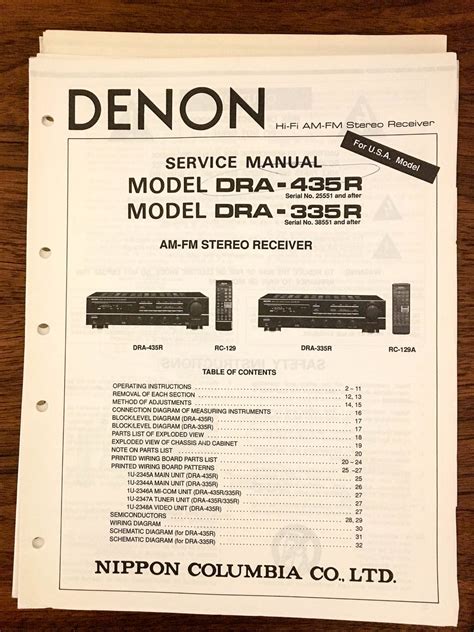 DENON
Hi-Fi AM-FM Stereo Receiver
For U.S.A. Model
SERVICE MANUAL
MODEL DRA-435R
Serial No. 25551 and after
MODEL DRA-335R
Serial No. 38551 and after
AM-FM STEREO RECEIVER
DRA-435R RC-129 DRA-335R RC-129A
TABLE OF CONTENTS
OPERATING INSTRUCTIONS 2 – 11
REMOVAL OF EACH SECTION 12, 13
METHOD OF ADJUSTMENTS 14, 15
CONNECTION DIAGRAM OF MEASURING INSTRUMENTS 16
BLOCK/LEVEL DIAGRAM (DRA-435R) 16
BLOCK/LEVEL DIAGRAM (DRA-335R) 17
PARTS LIST OF EXPLODED VIEW 18
EXPLODED VIEW OF CHASSIS AND CABINET 19
NOTE ON PARTS LIST 20
PRINTED WIRING BOARD PARTS LIST 20 – 24
PRINTED WIRING BOARD PATTERNS 25 – 27
1U-2345A MAIN UNIT (DRA-435R)
1U-2344A MAIN UNIT (DRA-335R)
1U-2346A MI-COM UNIT (DRA-435R/335R)
1U-2347A TUNER UNIT (DRA-435R/335R)
1U-2348A VIDEO UNIT (DRA-435R)
SEMICONDUCTORS 28, 29
WIRING DIAGRAM 30
SCHEMATIC DIAGRAM (for DRA-435R) 31
SCHEMATIC DIAGRAM (for DRA-335R) 32
NIPPON COLUMBIA CO., LTD.